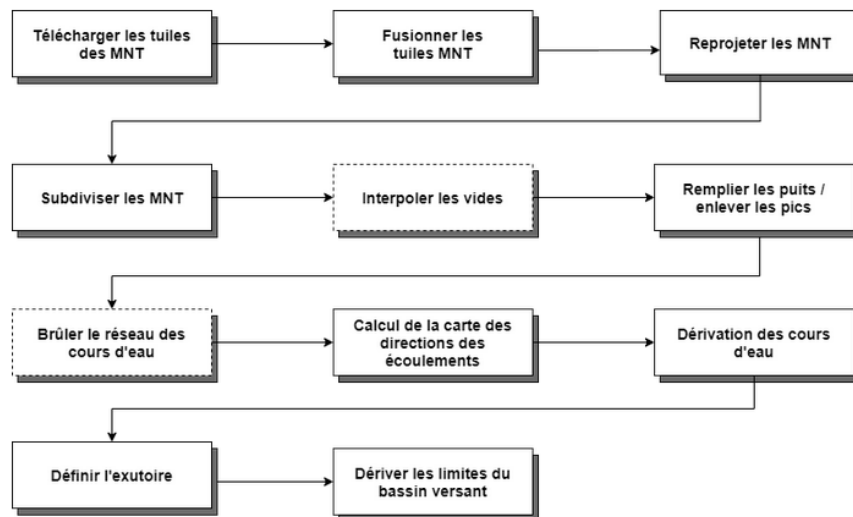 Télécharger les tuiles
des MNT
Fusionner les
tuiles MNT
Reprojeter les MNT
Subdiviser les MNT
Interpoler les vides
Remplier les puits /
enlever les pics
Brûler le réseau des
cours d'eau
Calcul de la carte des
directions des
écoulements
Dérivation des cours
d'eau
Définir l'exutoire
Dériver les limites du
bassin versant